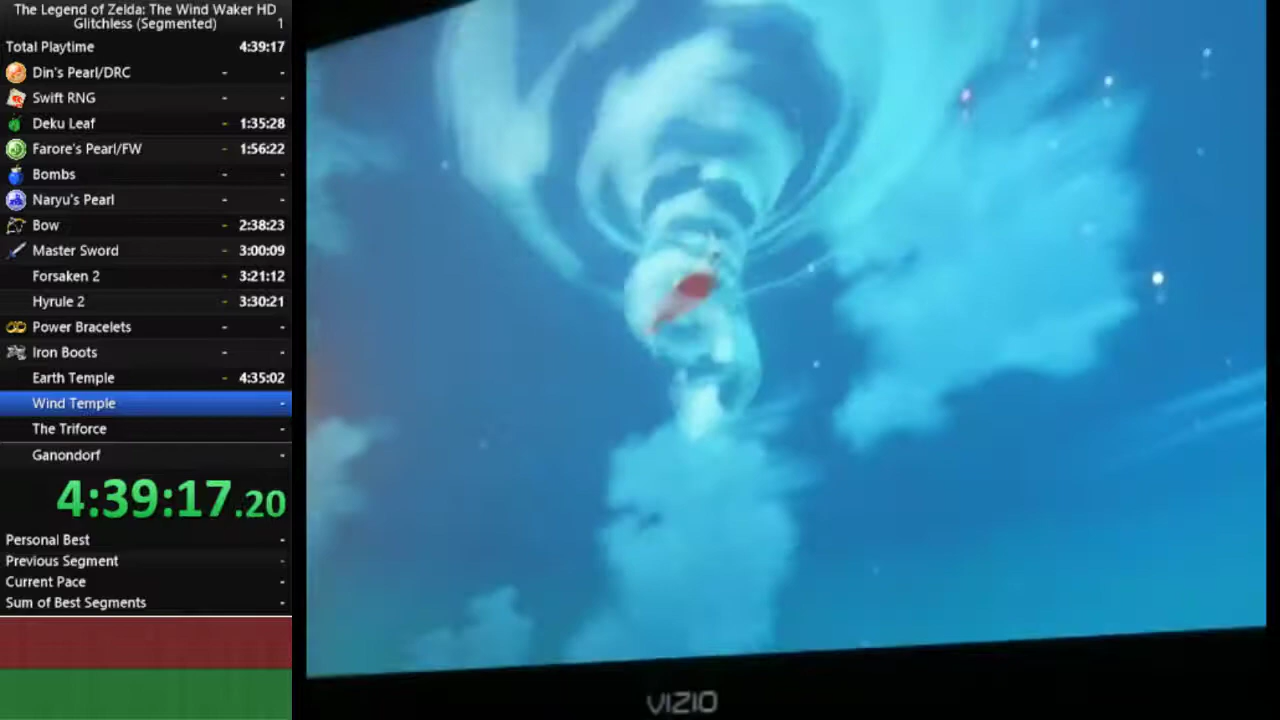 The Legend of Zelda: The Wind Waker HD
Glitchless (Segmented) 1
Total Playtime 4:39:17
Din's Pearl/DRC - -
Swift RNG - -
Deku Leaf - 1:35:28
Farore's Pearl/FW - 1:56:22
Bombs - -
Naryu's Pearl - -
Bow - 2:38:23
Master Sword - 3:00:09
Forsaken 2 - 3:21:12
Hyrule 2 - 3:30:21
Power Bracelets - -
Iron Boots - -
Earth Temple - 4:35:02
Wind Temple -
The Triforce -
Ganondorf -
4:39:17.20
Personal Best -
Previous Segment -
Current Pace -
Sum of Best Segments -
VIZIO